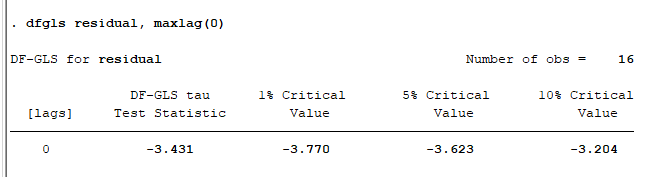 . dfgls residual, maxlag(0)
DF-GLS for residual Number of obs = 16
DF-GLS tau 1% Critical 5% Critical 10% Critical
[lags] Test Statistic Value Value Value
0 -3.431 -3.770 -3.623 -3.204